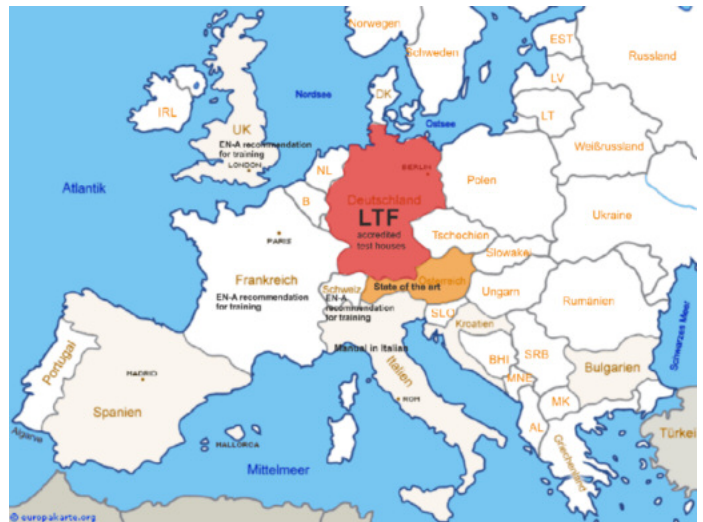 Norwegen
Schweden
EST
Russland
LV
Nordsee
DK
IRL
LT
Ostsee
UK
EN-A recommendation
for training
LONDON
Weißrussland
NL
BERLIN
Polen
Atlantik
Deutschland
B
LTF
accredited
test houses
Ukraine
PARIS
Tschechien
Slowakei
Frankreich
EN-A recommendation
for training
Schweiz
EN-A
recommendation
for training
Österreich
State of the art
Ungarn
Rumänien
SLO
Kroatien
Schwarzes Meer
Manual in Italian
Italien
BHI
SRB
Bulgarien
MNE
Portugal
MADRID
ROM
MK
Spanien
AL
Türkei
Algarve
MALLORCA
Griechenland
Mittelmeer
© europakarte.org